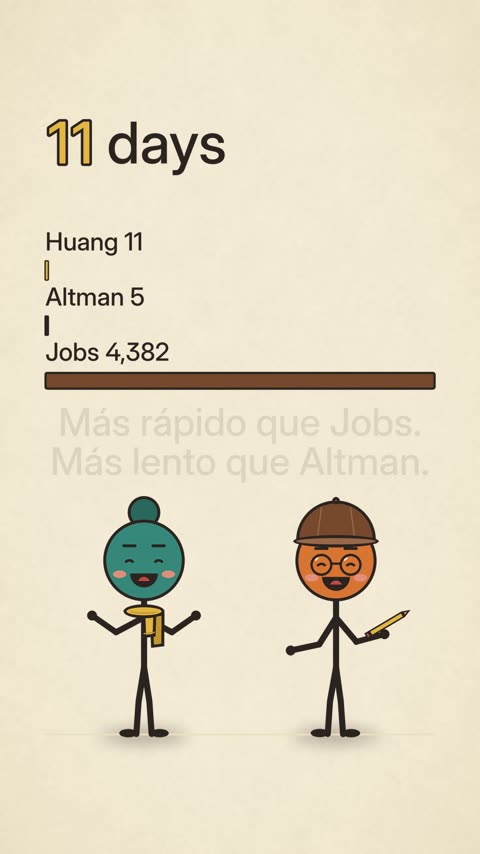 11 days
Huang 11
Altman 5
Jobs 4,382
Más rápido que Jobs.
Más lento que Altman.